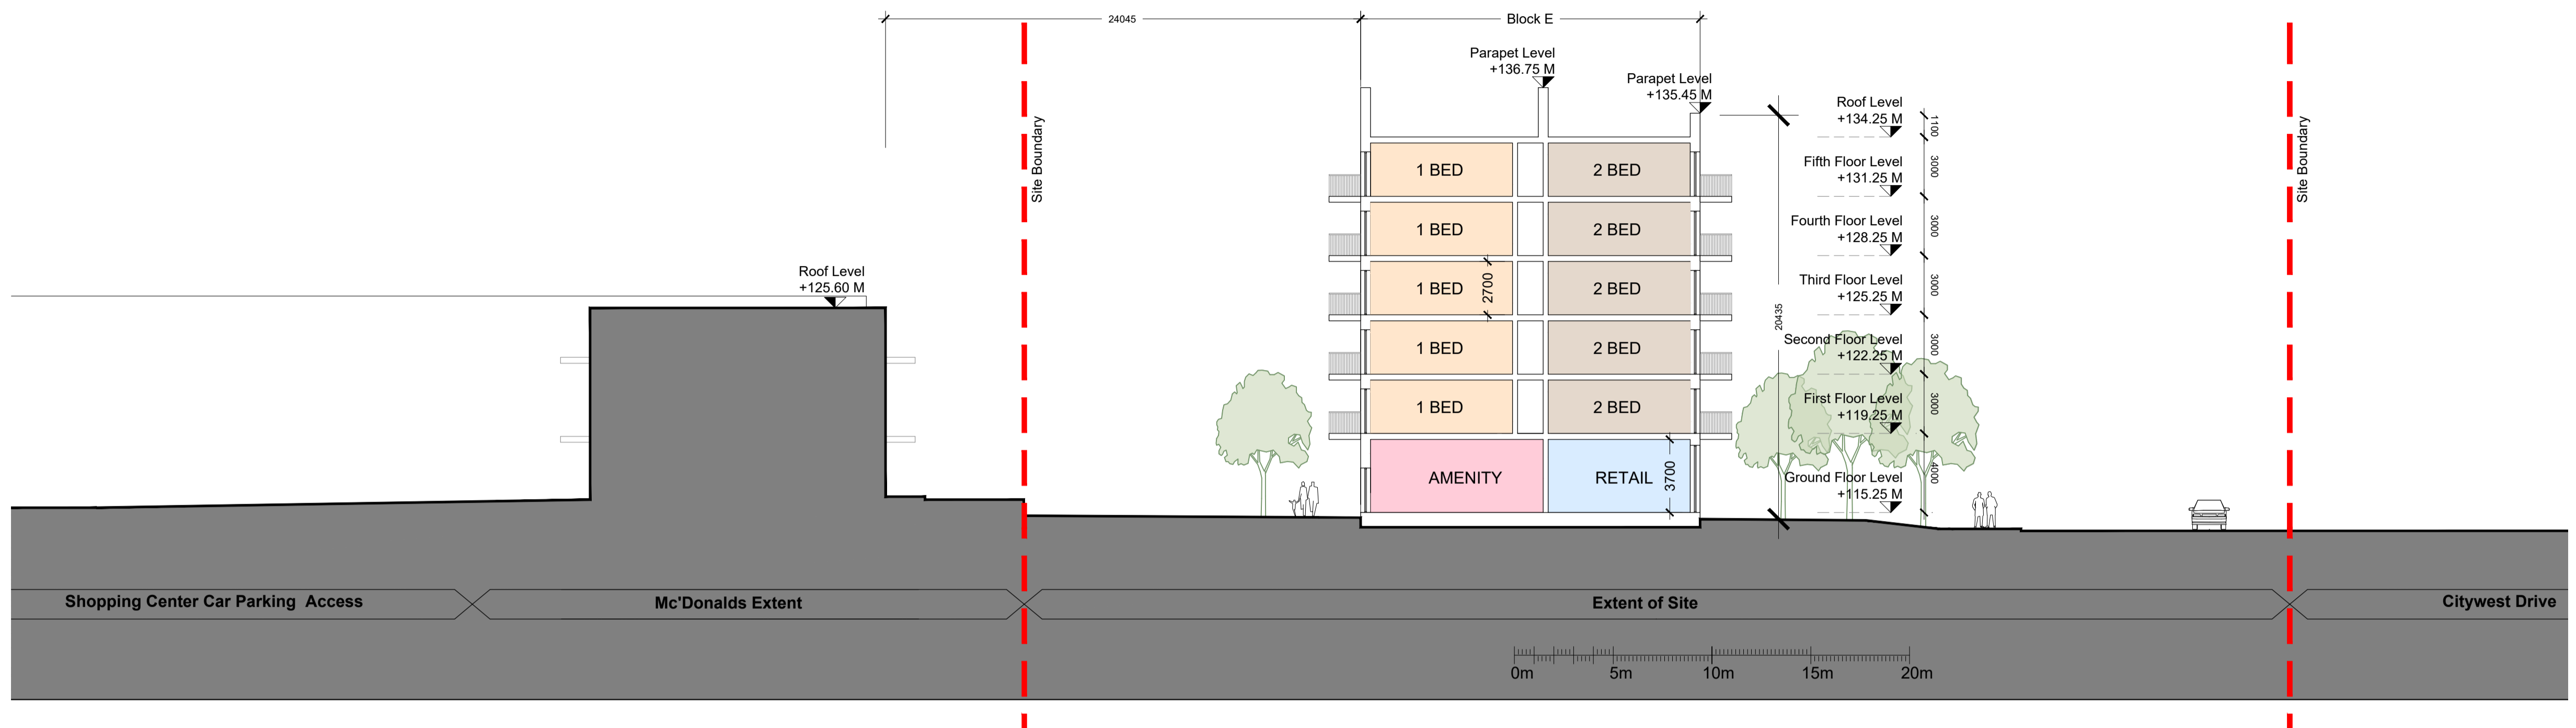 24045
Block E
Parapet Level
+136.75 M
Parapet Level
+135.45 M
Site Boundary
Site Boundary
Roof Level
+134.25 M
1100
Fifth Floor Level
+131.25 M
3000
Fourth Floor Level
+128.25 M
3000
Third Floor Level
+125.25 M
3000
Second Floor Level
+122.25 M
3000
First Floor Level
+119.25 M
3000
Ground Floor Level
+115.25 M
4000
20435
Roof Level
+125.60 M
1 BED
2 BED
1 BED
2 BED
1 BED
2700
2 BED
1 BED
2 BED
1 BED
2 BED
AMENITY
RETAIL
3700
Shopping Center Car Parking Access
Mc'Donalds Extent
Extent of Site
Citywest Drive
0m
5m
10m
15m
20m